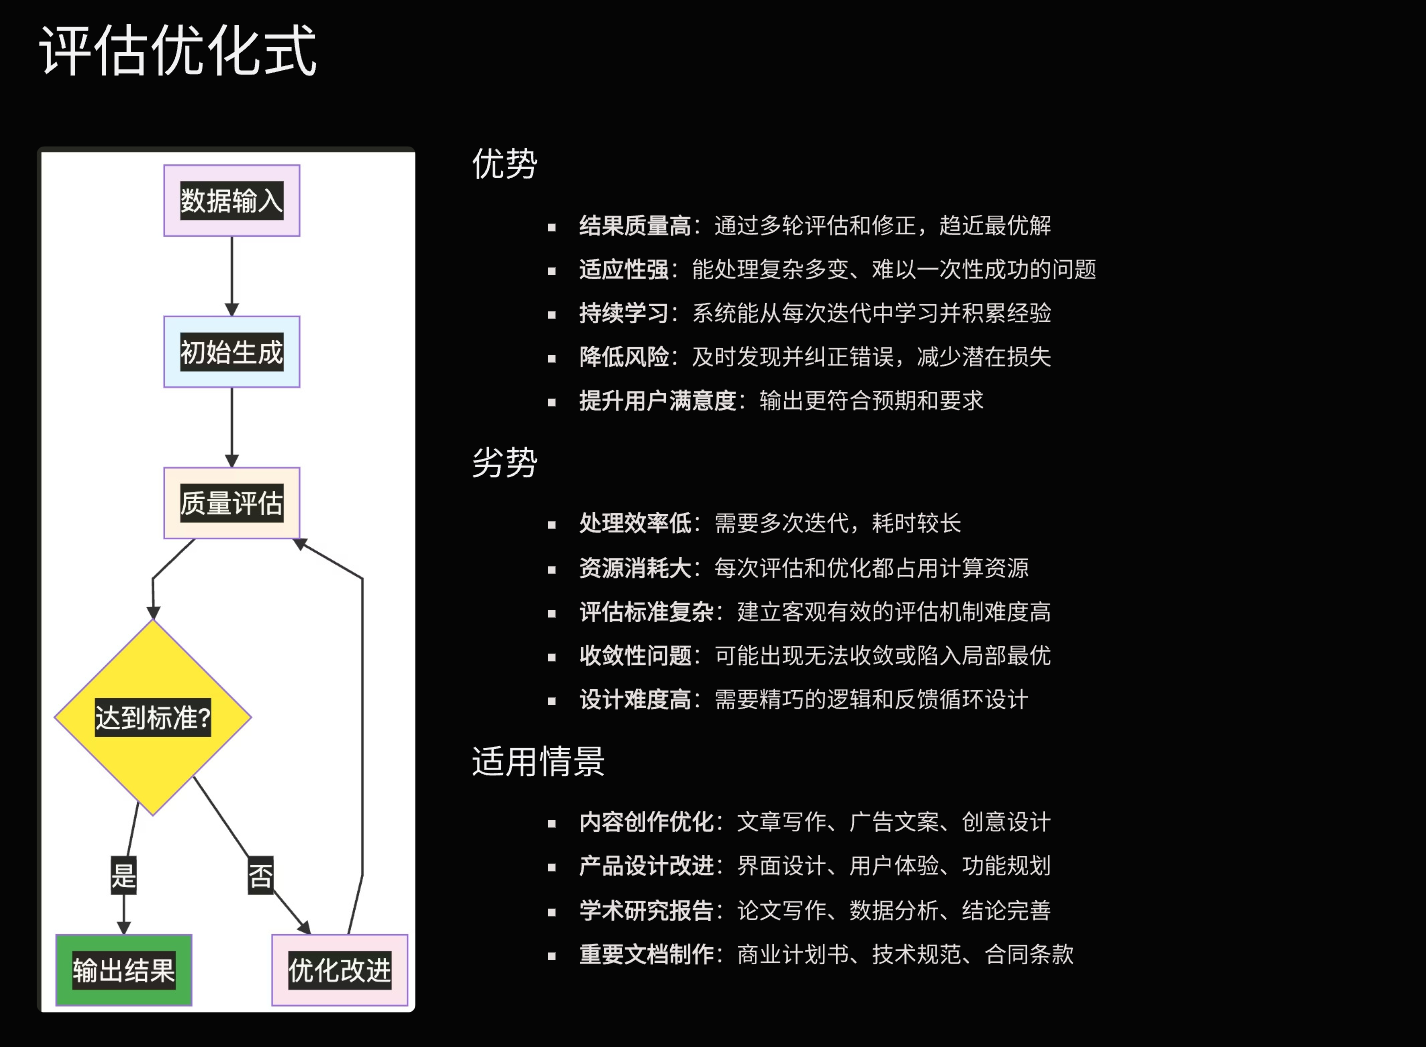 评估优化式
数据输入
初始生成
质量评估
达到标准?
是
否
输出结果
优化改进
优势
结果质量高：通过多轮评估和修正，趋近最优解
适应性强：能处理复杂多变、难以一次性成功的问题
持续学习：系统能从每次迭代中学习并积累经验
降低风险：及时发现并纠正错误，减少潜在损失
提升用户满意度：输出更符合预期和要求
劣势
处理效率低：需要多次迭代，耗时较长
资源消耗大：每次评估和优化都占用计算资源
评估标准复杂：建立客观有效的评估机制难度高
收敛性问题：可能出现无法收敛或陷入局部最优
设计难度高：需要精巧的逻辑和反馈循环设计
适用情景
内容创作优化：文章写作、广告文案、创意设计
产品设计改进：界面设计、用户体验、功能规划
学术研究报告：论文写作、数据分析、结论完善
重要文档制作：商业计划书、技术规范、合同条款